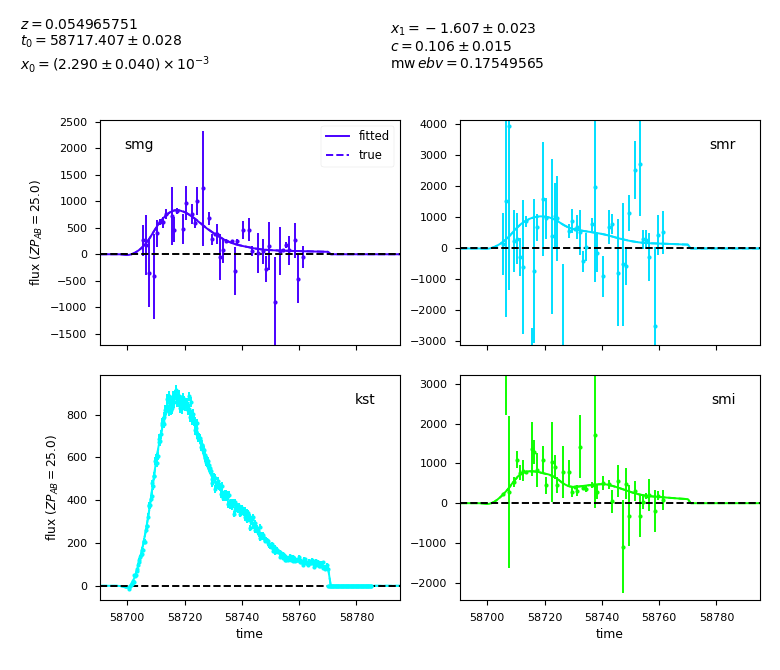 z = 0.054965751
t₀ = 58717.407 ± 0.028
x₀ = (2.290 ± 0.040) × 10⁻³
x₁ = −1.607 ± 0.023
c = 0.106 ± 0.015
mwebv = 0.17549565
flux (ZP_AB = 25.0)
2500
2000
1500
1000
500
0
−500
−1000
−1500
smg
fitted
true
4000
3000
2000
1000
0
−1000
−2000
−3000
smr
flux (ZP_AB = 25.0)
800
600
400
200
0
kst
58700 58720 58740 58760 58780
time
3000
2000
1000
0
−1000
−2000
smi
58700 58720 58740 58760 58780
time